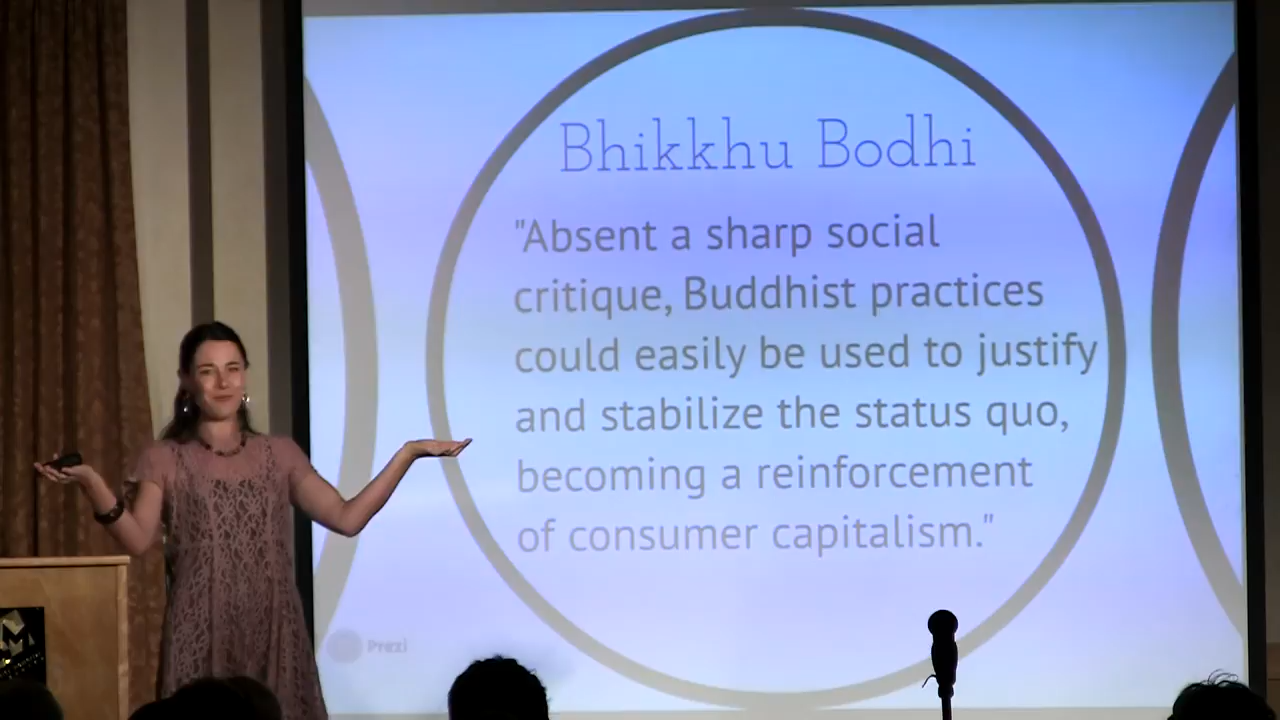 Bhikkhu Bodhi
"Absent a sharp social
critique, Buddhist practices
could easily be used to justify
and stabilize the status quo,
becoming a reinforcement
of consumer capitalism."
Prezi